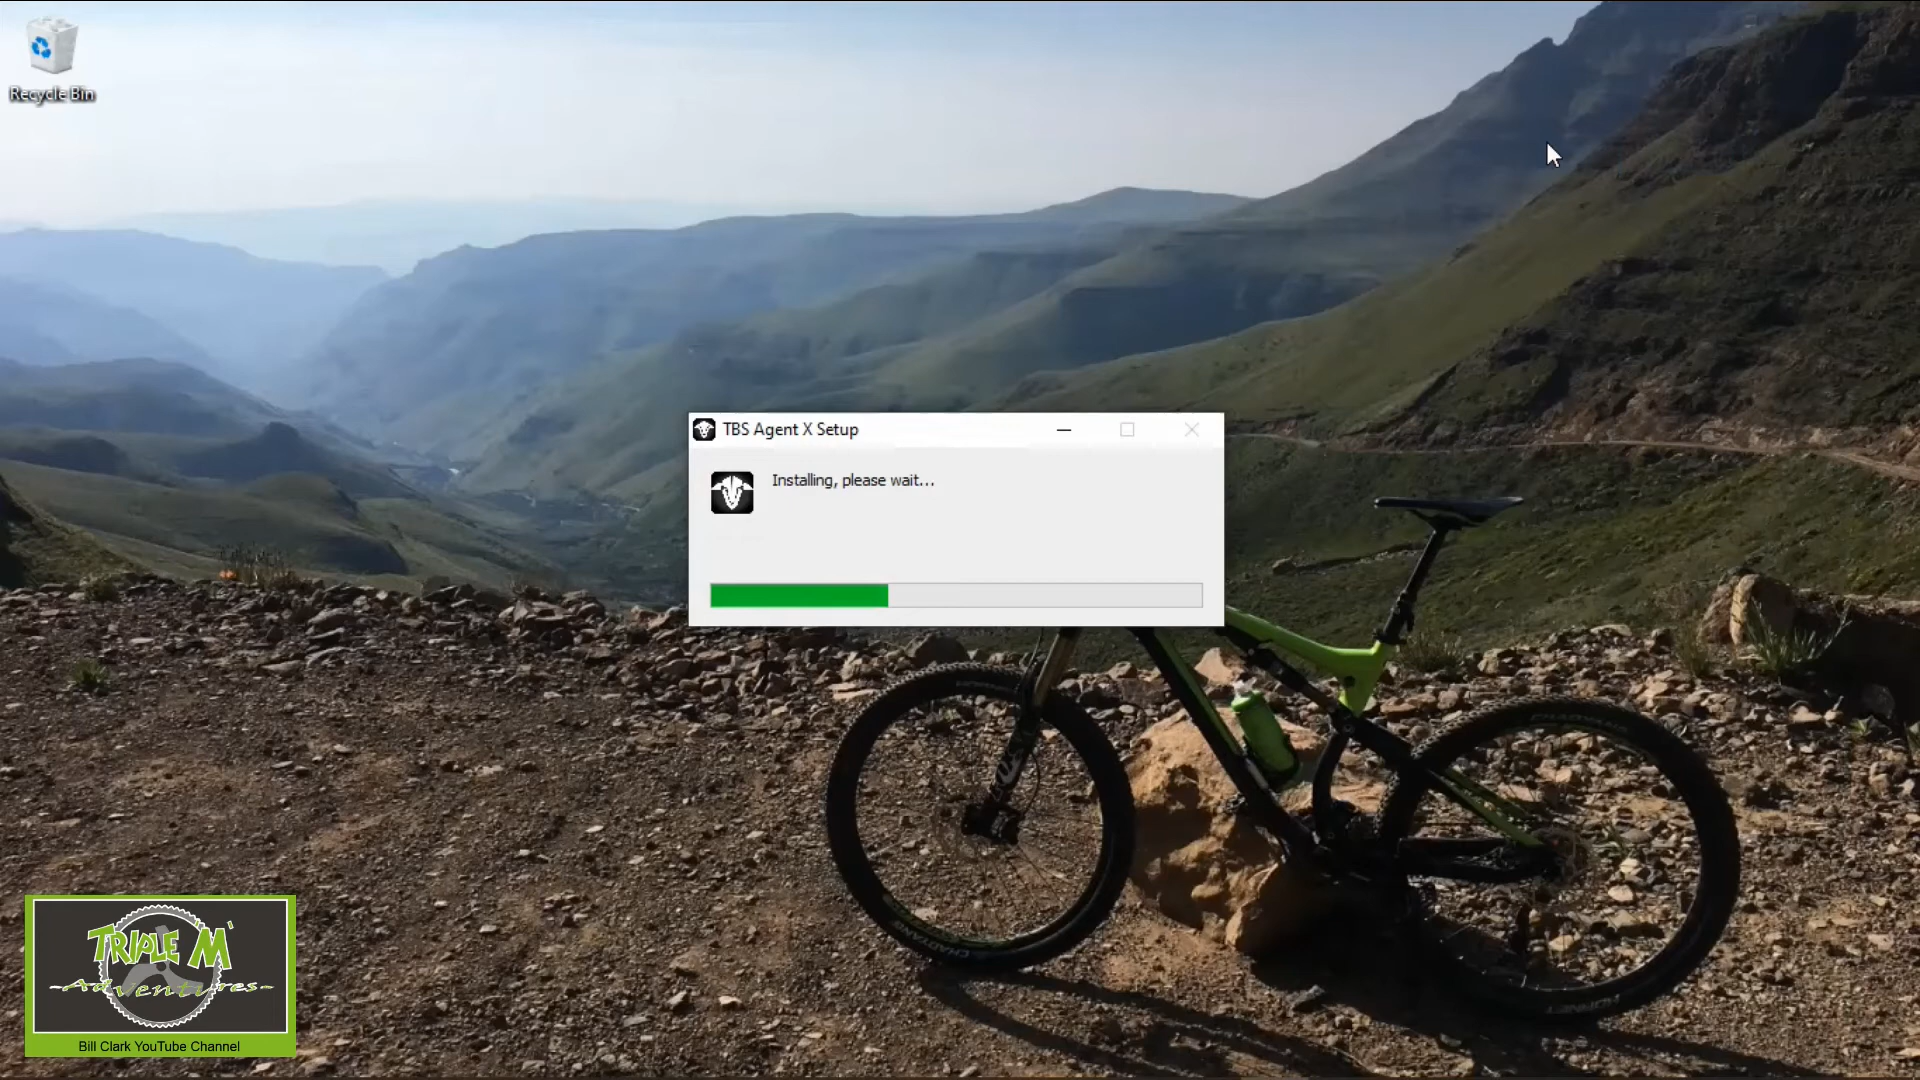 Recycle Bin
TBS Agent X Setup
Installing, please wait...
TRIPLE M`
-Adventures-
Bill Clark YouTube Channel